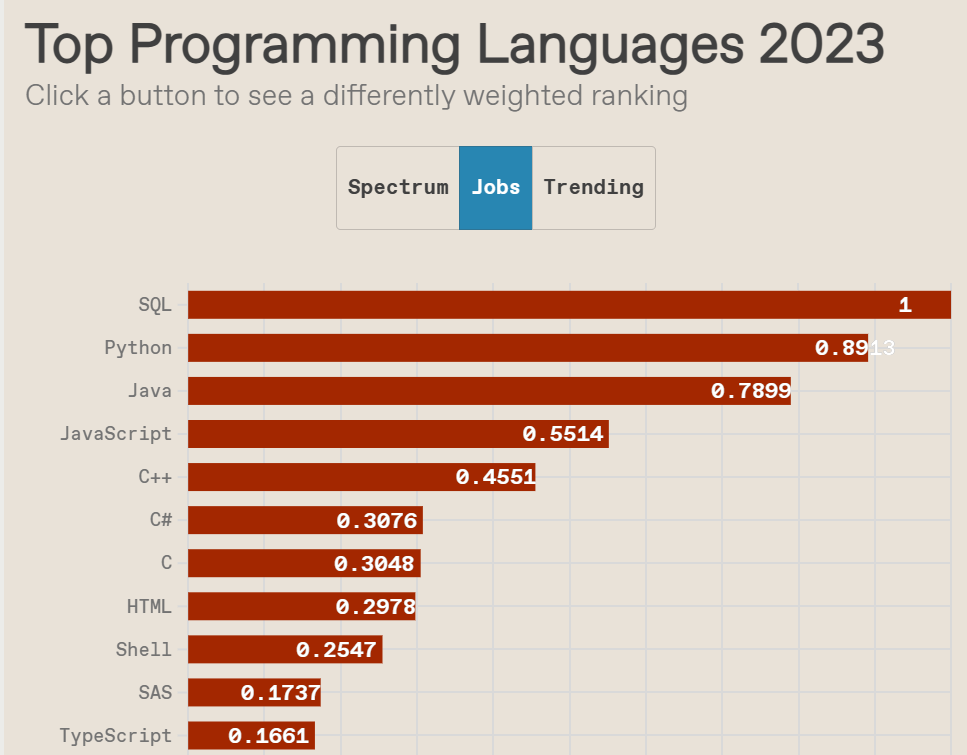 Top Programming Languages 2023
Click a button to see a differently weighted ranking
Spectrum Jobs Trending
SQL 1
Python 0.8913
Java 0.7899
JavaScript 0.5514
C++ 0.4551
C# 0.3076
C 0.3048
HTML 0.2978
Shell 0.2547
SAS 0.1737
TypeScript 0.1661